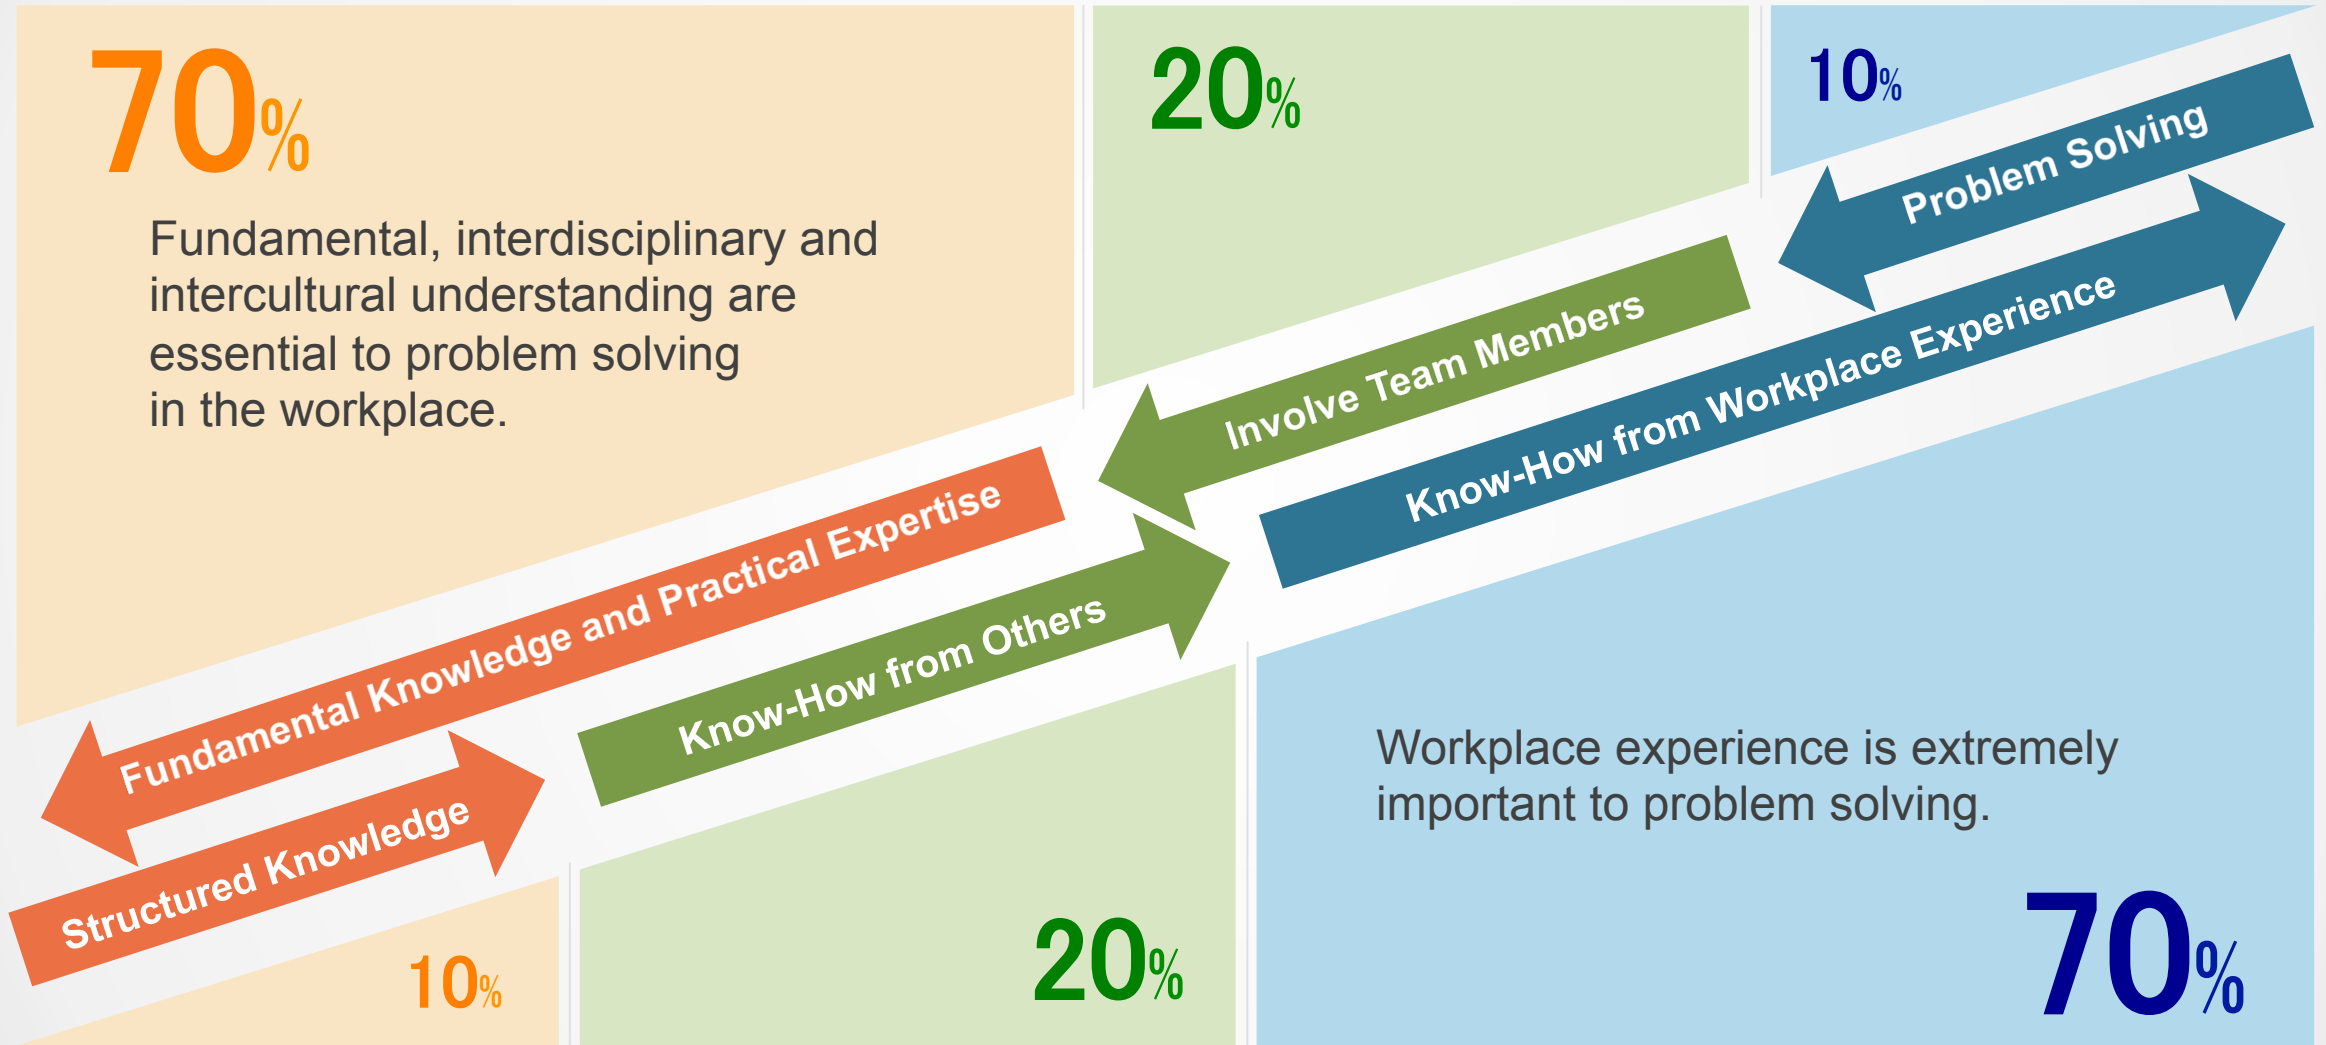 70%
Fundamental, interdisciplinary and
intercultural understanding are
essential to problem solving
in the workplace.
20%
10%
Problem Solving
Involve Team Members
Know-How from Workplace Experience
Fundamental Knowledge and Practical Expertise
Know-How from Others
Structured Knowledge
Workplace experience is extremely
important to problem solving.
10%
20%
70%